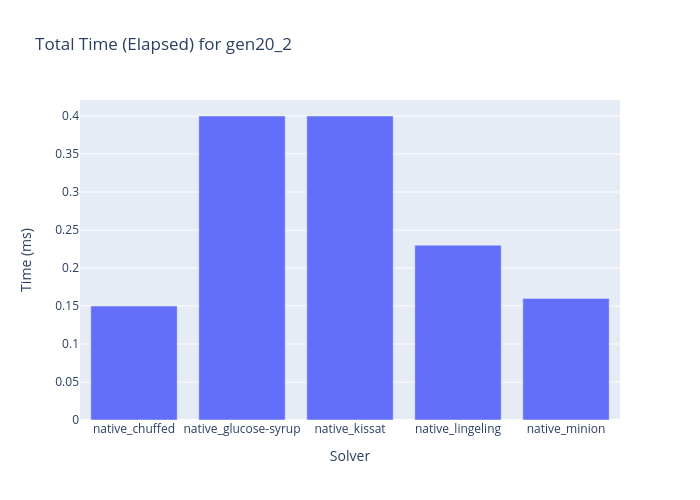 Total Time (Elapsed) for gen20_2
Time (ms)
0.4
0.35
0.3
0.25
0.2
0.15
0.1
0.05
0
native_chuffed native_glucose-syrup native_kissat native_lingeling native_minion
Solver